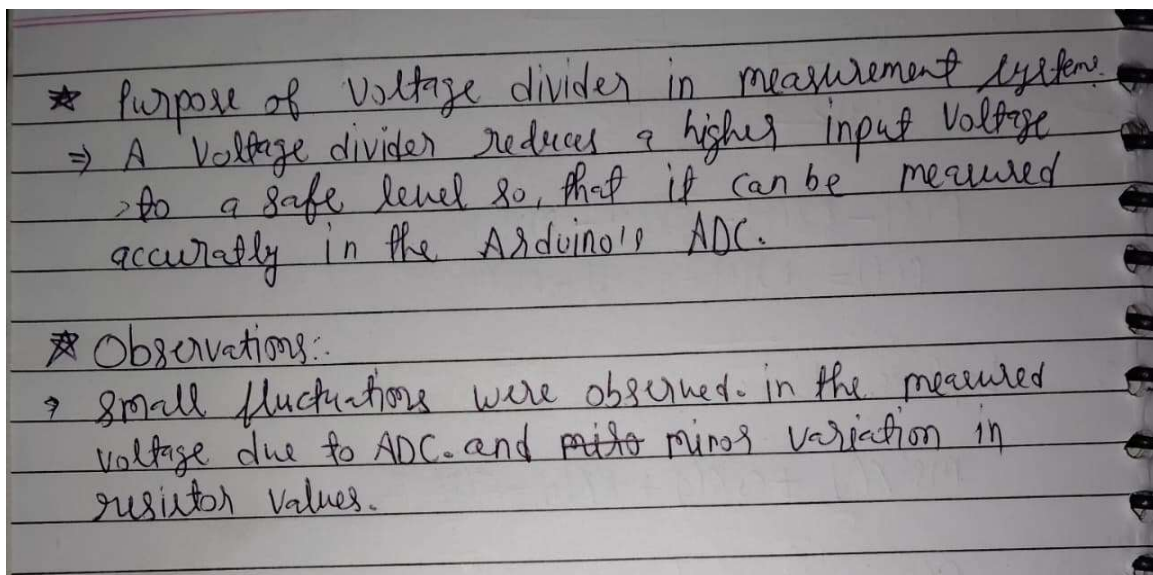 ☆ Purpose of Voltage divider in measurement system.
⇒ A Voltage divider reduces a higher input Voltage
to a safe level so, that it can be measured
accuratly in the Arduino's ADC.
☆ Observations:.
→ Small fluctuations were observed. in the measured
voltage due to ADC. and minor variation in
resistor values.